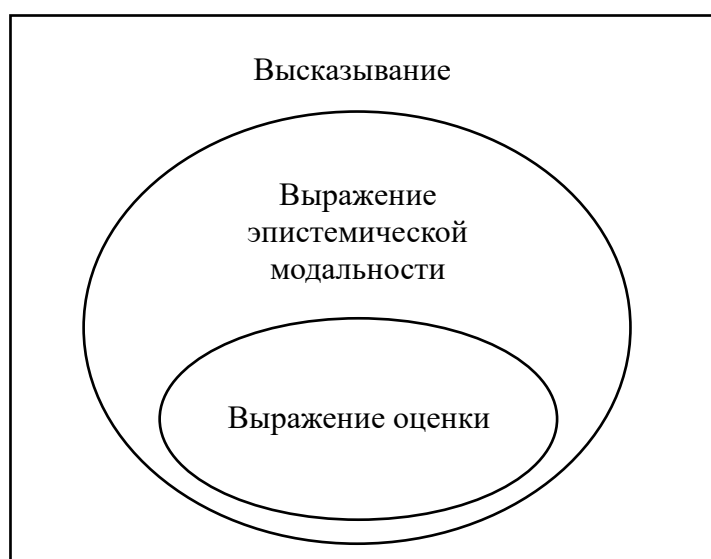 Высказывание
Выражение
эпистемической
модальности
Выражение оценки